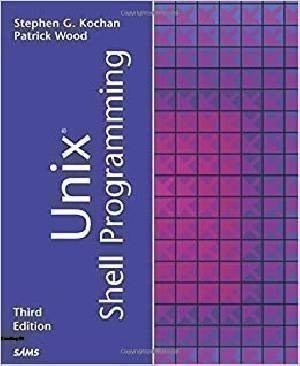 Stephen G. Kochan
Patrick Wood
Unix®
Shell Programming
Third
Edition
SAMS